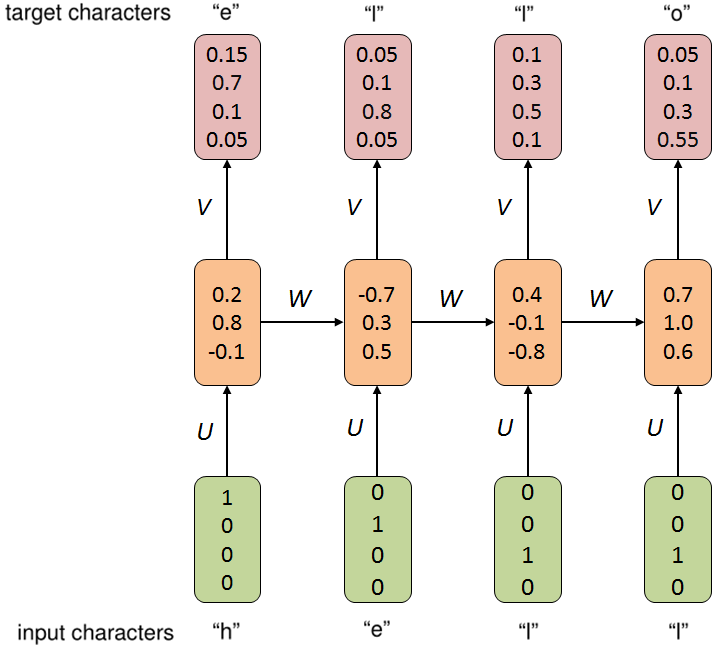 target characters “e” “l” “l” “o”
0.15 0.05 0.1 0.05
0.7 0.1 0.3 0.1
0.1 0.8 0.5 0.3
0.05 0.05 0.1 0.55
V V V V
W W W
0.2 -0.7 0.4 0.7
0.8 0.3 -0.1 1.0
-0.1 0.5 -0.8 0.6
U U U U
1 0 0 0
0 1 0 0
0 0 1 1
0 0 0 0
input characters “h” “e” “l” “l”